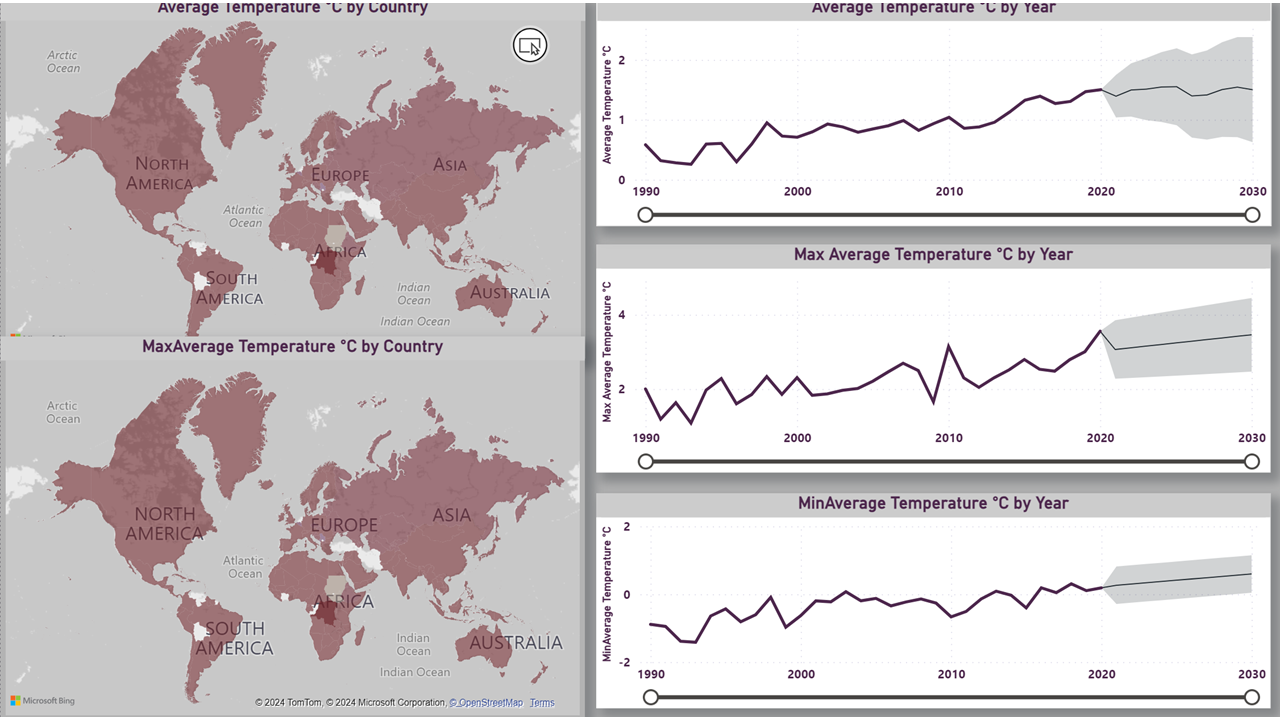 Average Temperature °C by Country
Arctic
Ocean
NORTH
AMERICA
EUROPE
ASIA
Atlantic
Ocean
AFRICA
SOUTH
AMERICA
Indian
Ocean
AUSTRALIA
Indian Ocean
MaxAverage Temperature °C by Country
Arctic
Ocean
NORTH
AMERICA
EUROPE
ASIA
Atlantic
Ocean
AFRICA
SOUTH
AMERICA
Indian
Ocean
AUSTRALIA
Indian Ocean
Microsoft Bing
© 2024 TomTom, © 2024 Microsoft Corporation, © OpenStreetMap Terms
Average Temperature °C by Year
Average Temperature °C
2
1
0
1990 2000 2010 2020 2030
Max Average Temperature °C by Year
Max Average Temperature °C
4
2
1990 2000 2010 2020 2030
MinAverage Temperature °C by Year
MinAverage Temperature °C
2
0
-2
1990 2000 2010 2020 2030